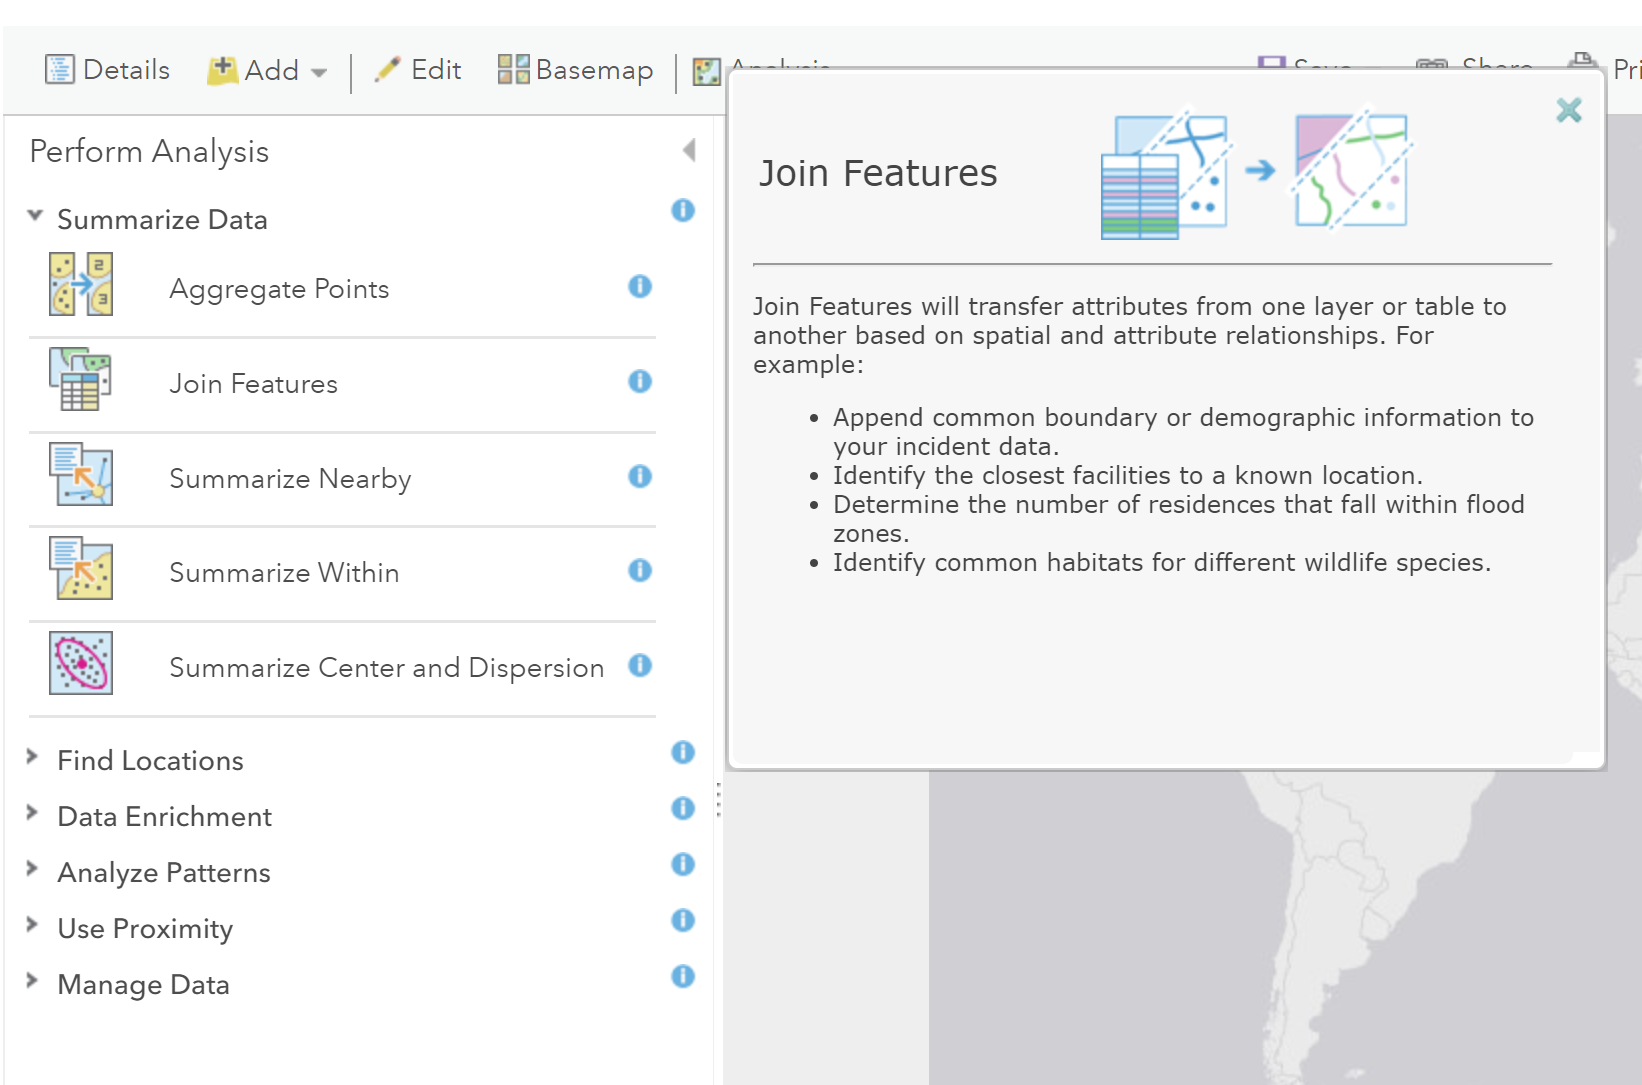 Details Add Edit Basemap Analysis Save Share
Perform Analysis
Summarize Data
Aggregate Points
Join Features
Summarize Nearby
Summarize Within
Summarize Center and Dispersion
Find Locations
Data Enrichment
Analyze Patterns
Use Proximity
Manage Data
Join Features
Join Features will transfer attributes from one layer or table to
another based on spatial and attribute relationships. For
example:
• Append common boundary or demographic information to
your incident data.
• Identify the closest facilities to a known location.
• Determine the number of residences that fall within flood
zones.
• Identify common habitats for different wildlife species.